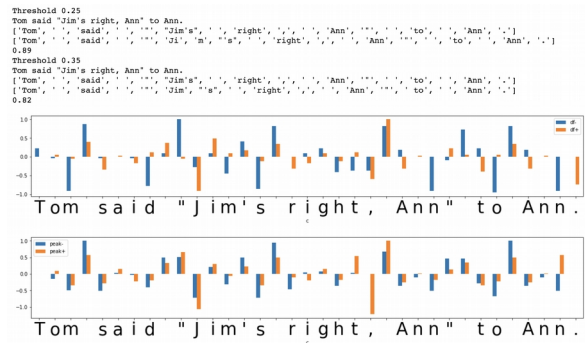 Threshold 0.25
Tom said "Jim's right, Ann" to Ann.
['Tom', ' ', 'said', ' ', '"', "Jim's", ' ', 'right', ',', ' ', 'Ann', '"', ' ', 'to', ' ', 'Ann', '.']
['Tom', ' ', 'said', ' ', '"', 'Ji', 'm', "'s", ' ', 'right', ',', ' ', 'Ann', '"', ' ', 'to', ' ', 'Ann', '.']
0.89
Threshold 0.35
Tom said "Jim's right, Ann" to Ann.
['Tom', ' ', 'said', ' ', '"', "Jim's", ' ', 'right', ',', ' ', 'Ann', '"', ' ', 'to', ' ', 'Ann', '.']
['Tom', ' ', 'said', ' ', '"', 'Jim', "'s", ' ', 'right', ',', ' ', 'Ann', '"', ' ', 'to', ' ', 'Ann', '.']
0.82
1.0
0.5
0.0
-0.5
-1.0
df-
df+
Tom said "Jim's right, Ann" to Ann.
c
peak-
peak+
1.0
0.5
0.0
-0.5
-1.0
Tom said "Jim's right, Ann" to Ann.